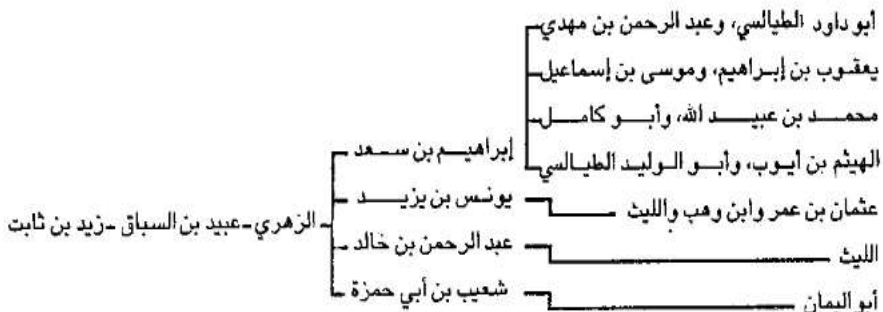 أبو داود الطيالسي، وعبد الرحمن بن مهدي
يعقوب بن إبراهيم، وموسى بن إسماعيل
محمد بن عبيد الله، وأبو كامل
الهيثم بن أيوب، وأبو الوليد الطيالسي
إبراهيم بن سعد
عثمان بن عمر وابن وهب والليث
يونس بن يزيد
الزهري-عبيد بن السباق-زيد بن ثابت
الليث
عبد الرحمن بن خالد
أبو اليمان
شعيب بن أبي حمزة